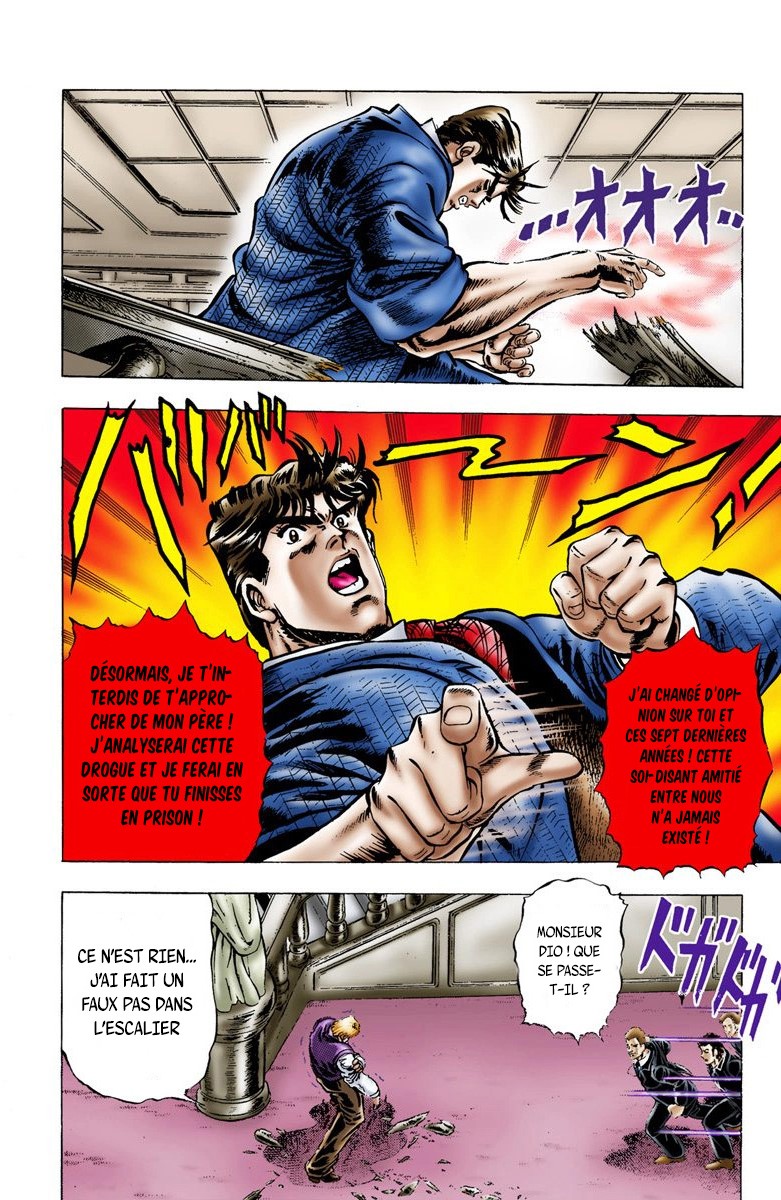 ...オオオ..
ババーン!
J'AI CHANGÉ D'OPI-
NION SUR TOI ET
CES SEPT DERNIÈRES
ANNÉES ! CETTE
SOI-DISANT AMITIÉ
ENTRE NOUS
N'A JAMAIS
EXISTÉ !
DÉSORMAIS, JE T'IN-
TERDIS DE T'APPRO-
CHER DE MON PÈRE !
J'ANALYSERAI CETTE
DROGUE ET JE FERAI EN
SORTE QUE TU FINISSES
EN PRISON !
ドガドガ
MONSIEUR
DIO ! QUE
SE PASSE-
T-IL ?
CE N'EST RIEN...
J'AI FAIT UN
FAUX PAS DANS
L'ESCALIER